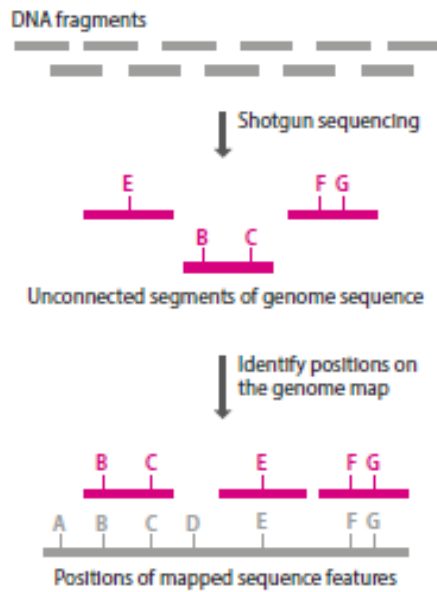 DNA fragments
Shotgun sequencing
E
F G
B C
Unconnected segments of genome sequence
Identify positions on
the genome map
B C E F G
A B C D E F G
Positions of mapped sequence features